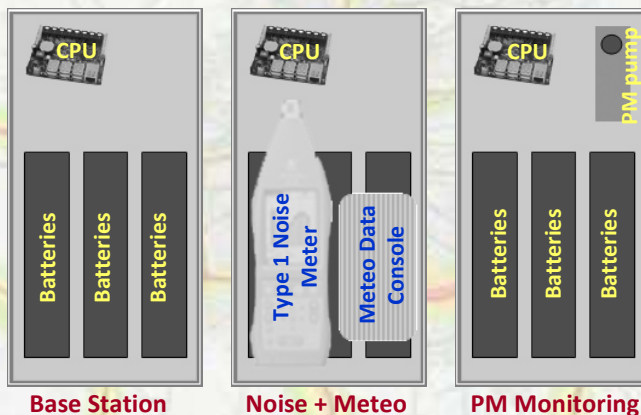 CPU
Batteries
Batteries
Batteries
Base Station
CPU
Type 1 Noise
Meter
Meteo Data
Console
Noise + Meteo
CPU
PM pump
Batteries
Batteries
Batteries
PM Monitoring